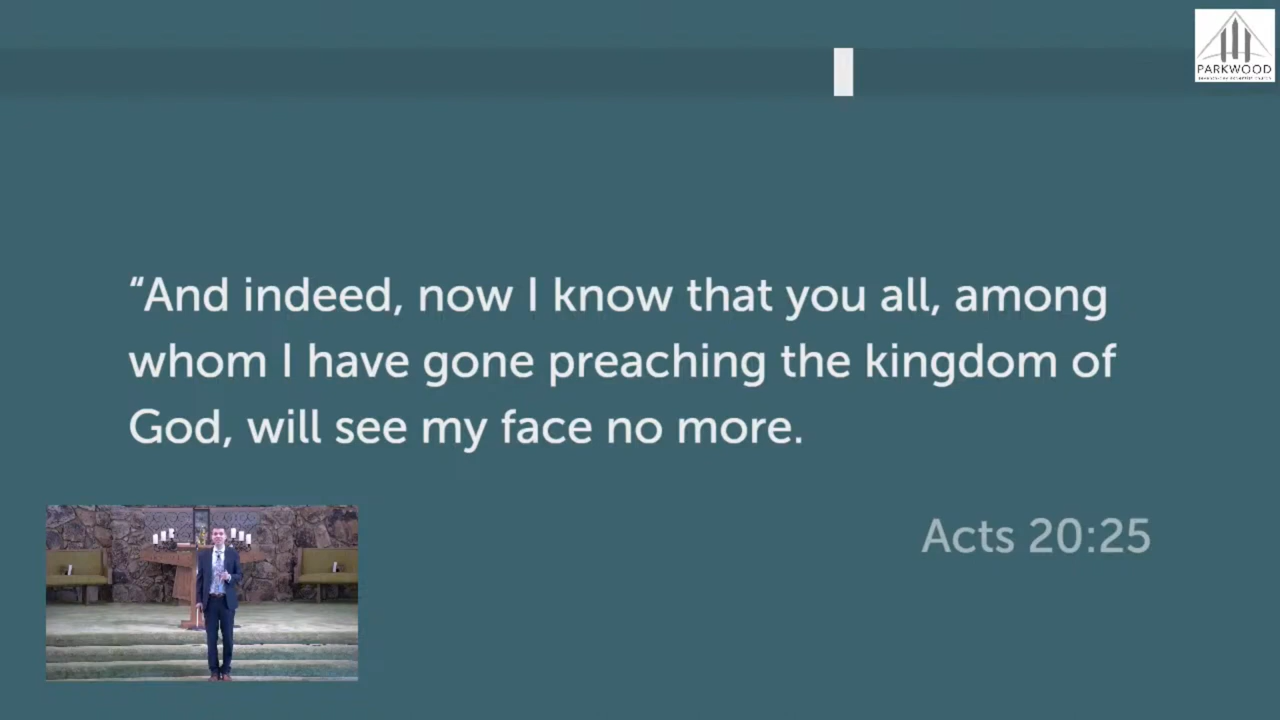 PARKWOOD
“And indeed, now I know that you all, among
whom I have gone preaching the kingdom of
God, will see my face no more.
Acts 20:25